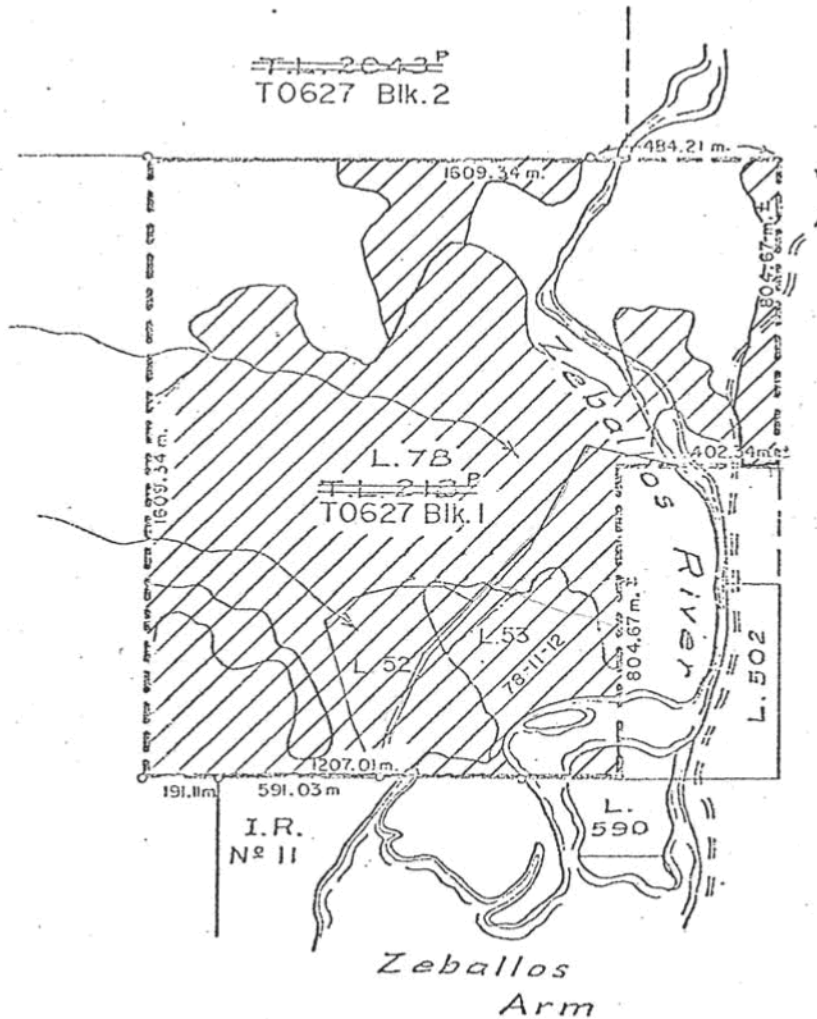 T.L. 2043ᴾ
T0627 Blk.2
484.21 m.
1609.34 m.
804.67 m.±
Zeballos River
1609.34 m.
L.78
T.L. 213ᴾ
T0627 Blk.1
402.34 m±
L.53
L.52
78-11-12
804.67 m.±
L.502
1207.01 m.
191.11m.
591.03 m
L.
590
I.R.
Nº 11
Zeballos
Arm